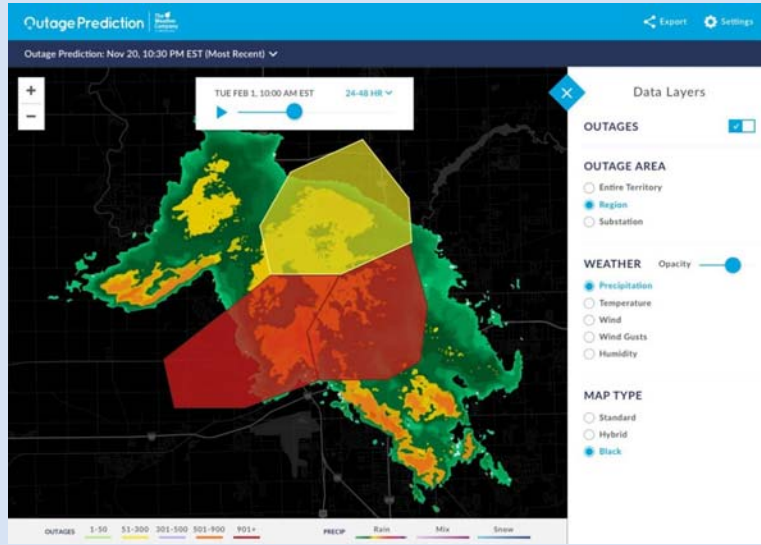 Outage Prediction The Weather Company
Export Settings
Outage Prediction: Nov 20, 10:30 PM EST (Most Recent)
+
−
TUE FEB 1, 10:00 AM EST 24-48 HR
Data Layers
OUTAGES
OUTAGE AREA
Entire Territory
Region
Substation
WEATHER Opacity
Precipitation
Temperature
Wind
Wind Gusts
Humidity
MAP TYPE
Standard
Hybrid
Black
OUTAGES 1-50 51-300 301-500 501-900 901+ PRECIP Rain Mix Snow